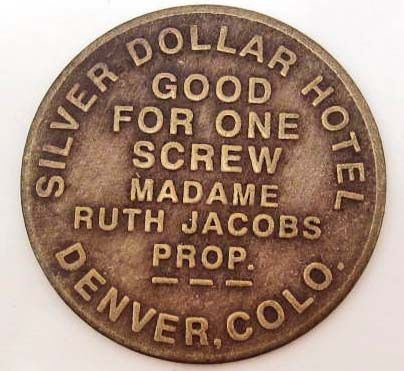 SILVER DOLLAR HOTEL
GOOD
FOR ONE
SCREW
MADAME
RUTH JACOBS
PROP.
DENVER, COLO.